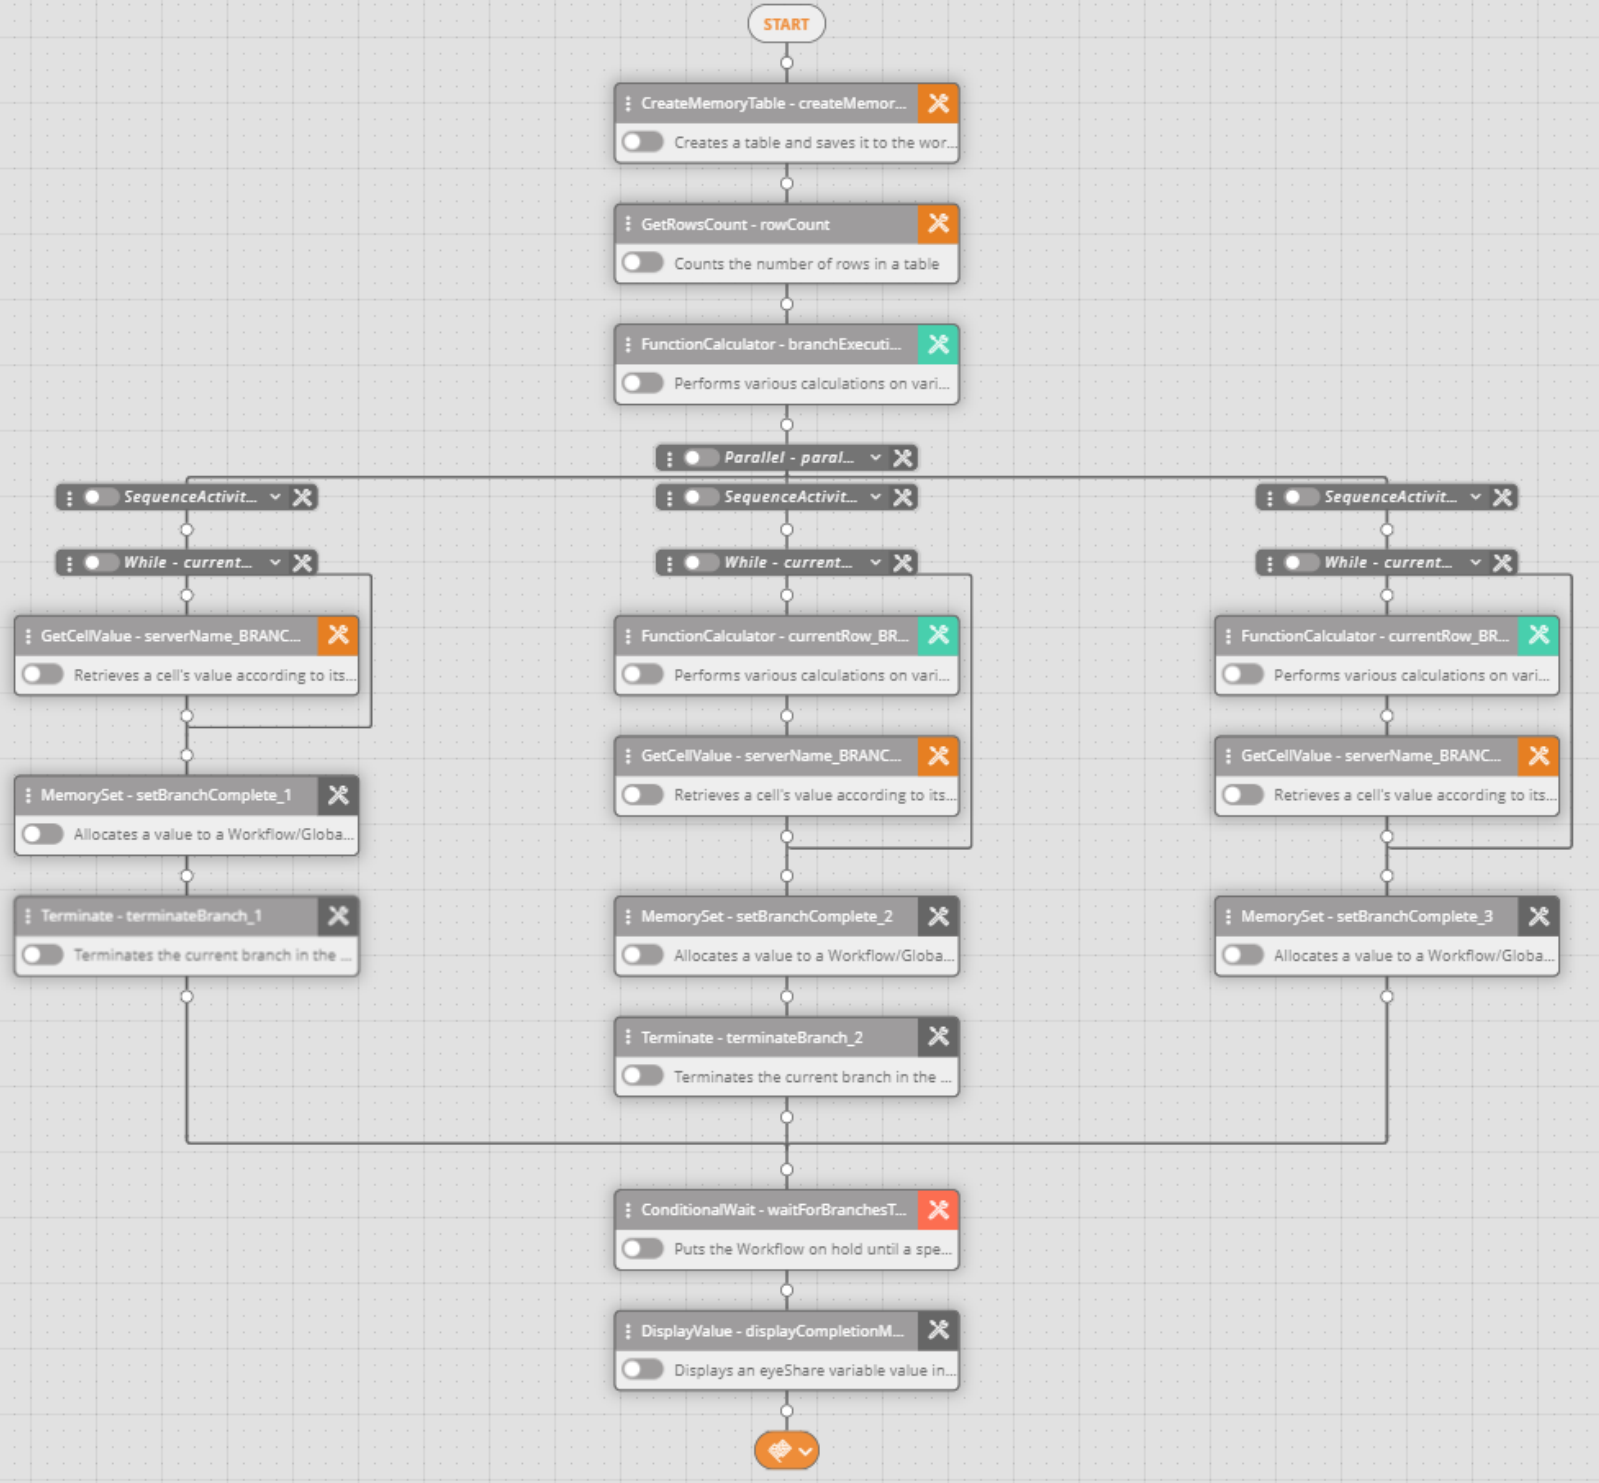 START
CreateMemoryTable - createMemor...
Creates a table and saves it to the wor...
GetRowsCount - rowCount
Counts the number of rows in a table
FunctionCalculator - branchExecuti...
Performs various calculations on vari...
Parallel - paral...
SequenceActivit...
SequenceActivit...
SequenceActivit...
While - current...
While - current...
While - current...
GetCellValue - serverName_BRANC...
Retrieves a cell's value according to its...
FunctionCalculator - currentRow_BR...
Performs various calculations on vari...
FunctionCalculator - currentRow_BR...
Performs various calculations on vari...
GetCellValue - serverName_BRANC...
Retrieves a cell's value according to its...
GetCellValue - serverName_BRANC...
Retrieves a cell's value according to its...
MemorySet - setBranchComplete_1
Allocates a value to a Workflow/Globa...
Terminate - terminateBranch_1
Terminates the current branch in the ...
MemorySet - setBranchComplete_2
Allocates a value to a Workflow/Globa...
MemorySet - setBranchComplete_3
Allocates a value to a Workflow/Globa...
Terminate - terminateBranch_2
Terminates the current branch in the ...
ConditionalWait - waitForBranchesT...
Puts the Workflow on hold until a spe...
DisplayValue - displayCompletionM...
Displays an eyeShare variable value in...